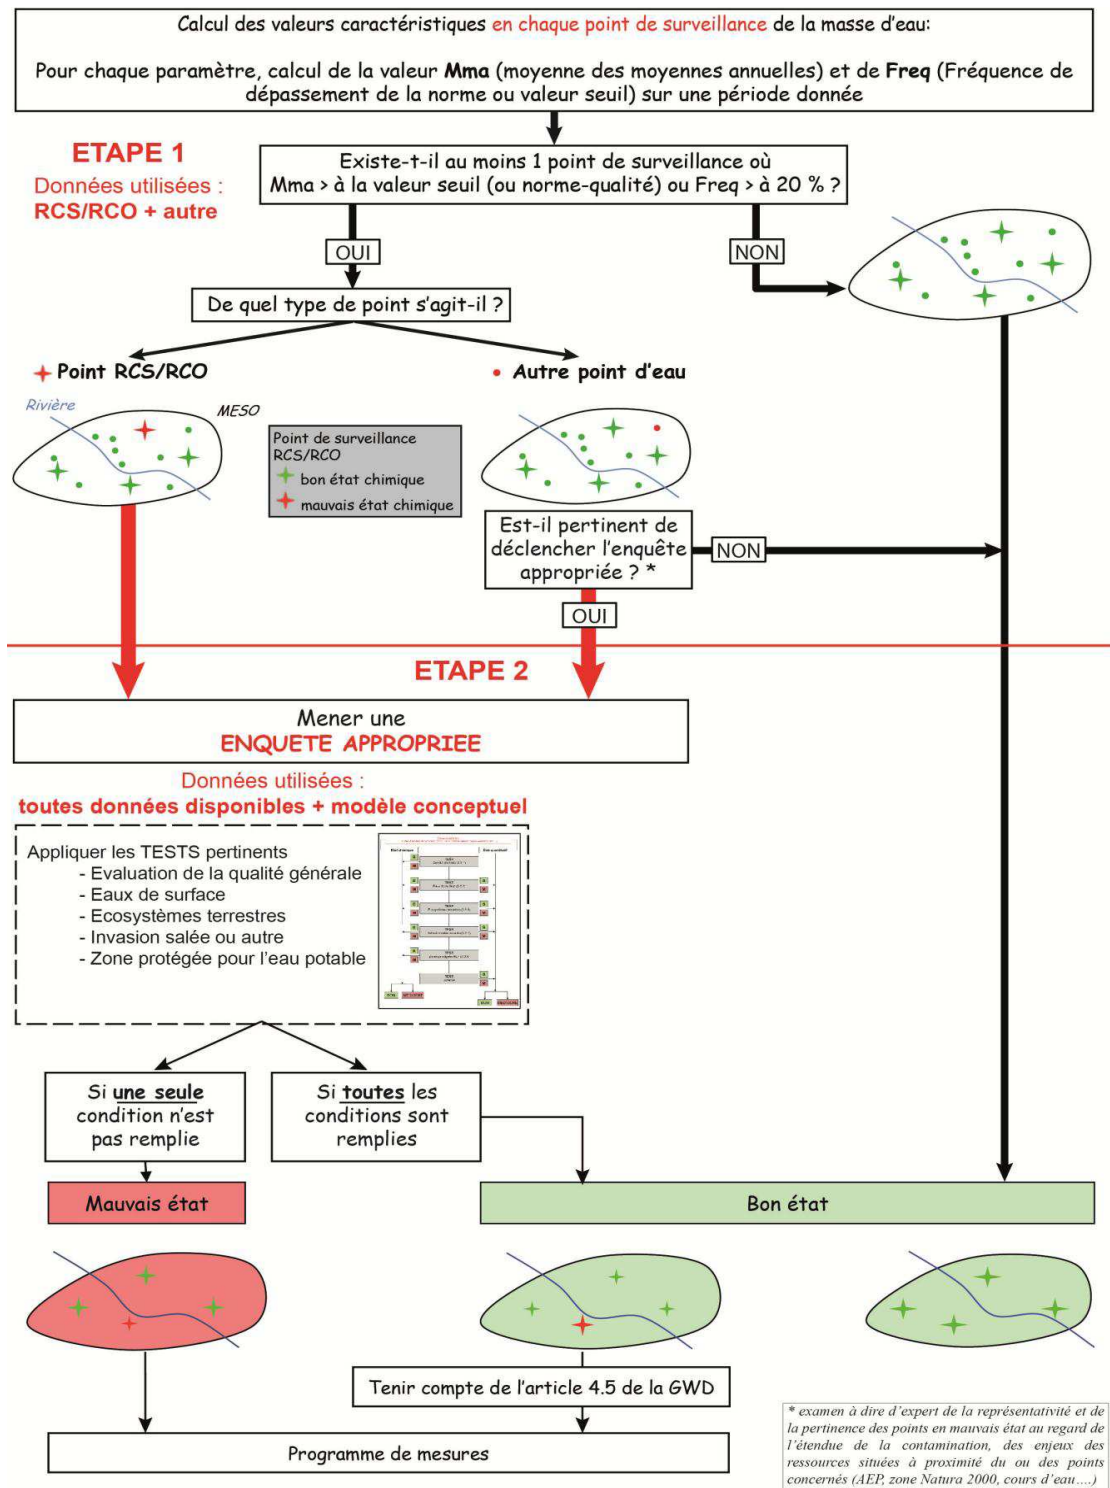 Calcul des valeurs caractéristiques en chaque point de surveillance de la masse d'eau:
Pour chaque paramètre, calcul de la valeur Mma (moyenne des moyennes annuelles) et de Freq (Fréquence de
dépassement de la norme ou valeur seuil) sur une période donnée
ETAPE 1
Données utilisées :
RCS/RCO + autre
Existe-t-il au moins 1 point de surveillance où
Mma > à la valeur seuil (ou norme-qualité) ou Freq > à 20 % ?
OUI
NON
De quel type de point s'agit-il ?
Point RCS/RCO
Autre point d'eau
Rivière
MESO
Point de surveillance
RCS/RCO
bon état chimique
mauvais état chimique
Est-il pertinent de
déclencher l'enquête
appropriée ? *
NON
OUI
ETAPE 2
Mener une
ENQUETE APPROPRIEE
Données utilisées :
toutes données disponibles + modèle conceptuel
Appliquer les TESTS pertinents
- Evaluation de la qualité générale
- Eaux de surface
- Ecosystèmes terrestres
- Invasion salée ou autre
- Zone protégée pour l'eau potable
Si une seule
condition n'est
pas remplie
Si toutes les
conditions sont
remplies
Mauvais état
Bon état
Tenir compte de l'article 4.5 de la GWD
Programme de mesures
* examen à dire d'expert de la représentativité et de
la pertinence des points en mauvais état au regard de
l'étendue de la contamination, des enjeux des
ressources situées à proximité du ou des points
concernés (AEP, zone Natura 2000, cours d'eau....)